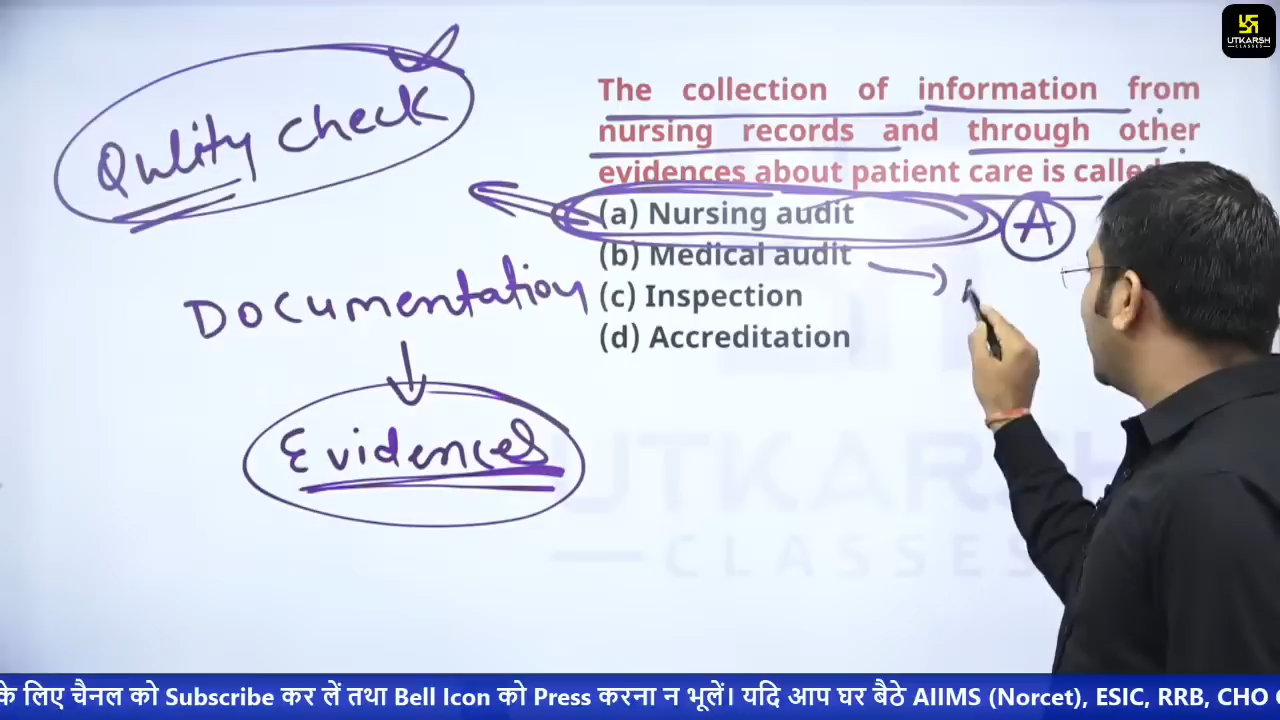 UTKARSH
CLASSES
Qulity check
The collection of information from
nursing records and through other
evidences about patient care is
(a) Nursing audit
A
(b) Medical audit
(c) Inspection
(d) Accreditation
Documentation
Evidences
UTKARSH
CLASSES
के लिए चैनल को Subscribe कर लें तथा Bell Icon को Press करना न भूलें। यदि आप घर बैठे AIIMS (Norcet), ESIC, RRB, CHO